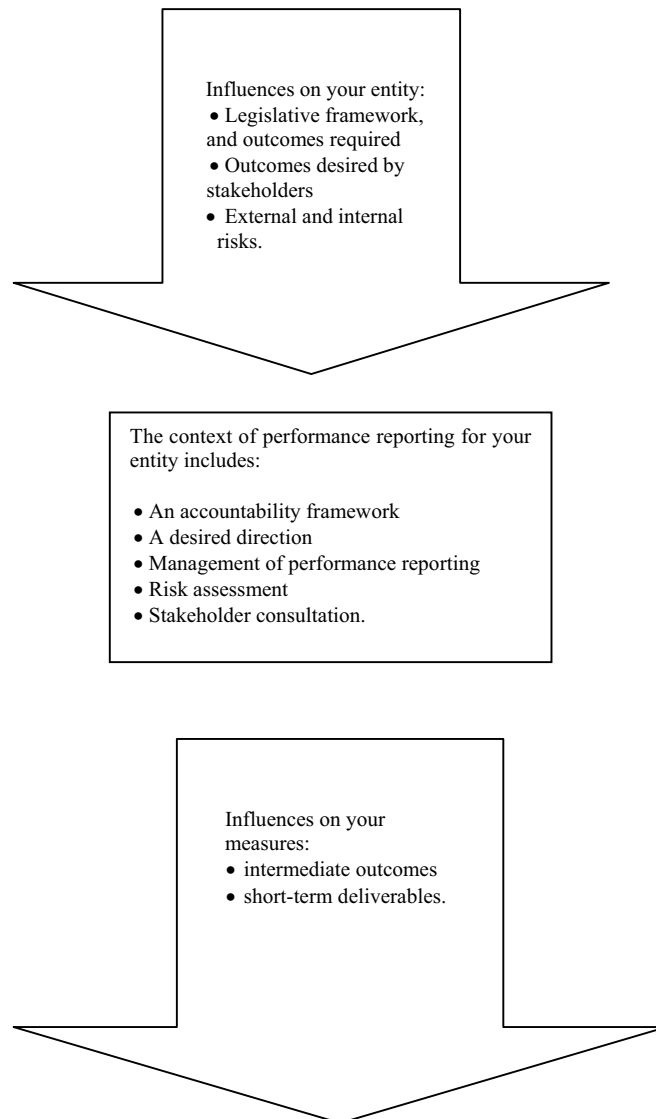 Influences on your entity:
• Legislative framework,
and outcomes required
• Outcomes desired by
stakeholders
• External and internal
risks.
The context of performance reporting for your
entity includes:
• An accountability framework
• A desired direction
• Management of performance reporting
• Risk assessment
• Stakeholder consultation.
Influences on your
measures:
• intermediate outcomes
• short-term deliverables.